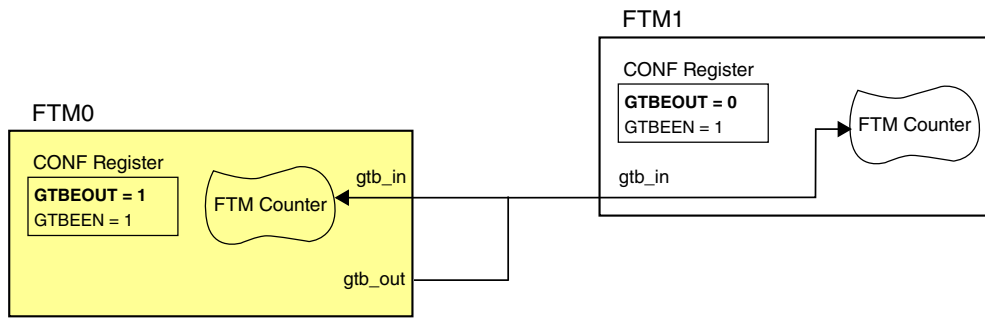 FTM1
CONF Register
GTBEOUT = 0
GTBEEN = 1
FTM Counter
gtb_in
FTM0
CONF Register
GTBEOUT = 1
GTBEEN = 1
FTM Counter
gtb_in
gtb_out